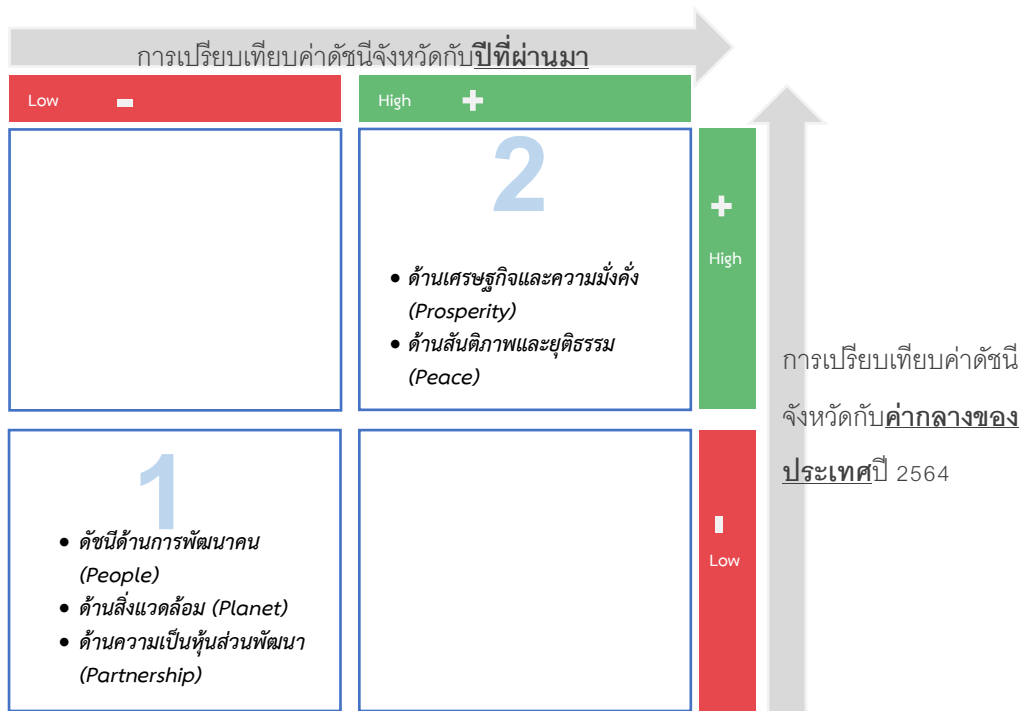 การเปรียบเทียบค่าดัชนีจังหวัดกับปีที่ผ่านมา
Low -
High +
2
• ด้านเศรษฐกิจและความมั่งคั่ง
(Prosperity)
• ด้านสันติภาพและยุติธรรม
(Peace)
+
High
การเปรียบเทียบค่าดัชนี
จังหวัดกับค่ากลางของ
ประเทศปี 2564
1
• ดัชนีด้านการพัฒนาคน
(People)
• ด้านสิ่งแวดล้อม (Planet)
• ด้านความเป็นหุ้นส่วนพัฒนา
(Partnership)
-
Low